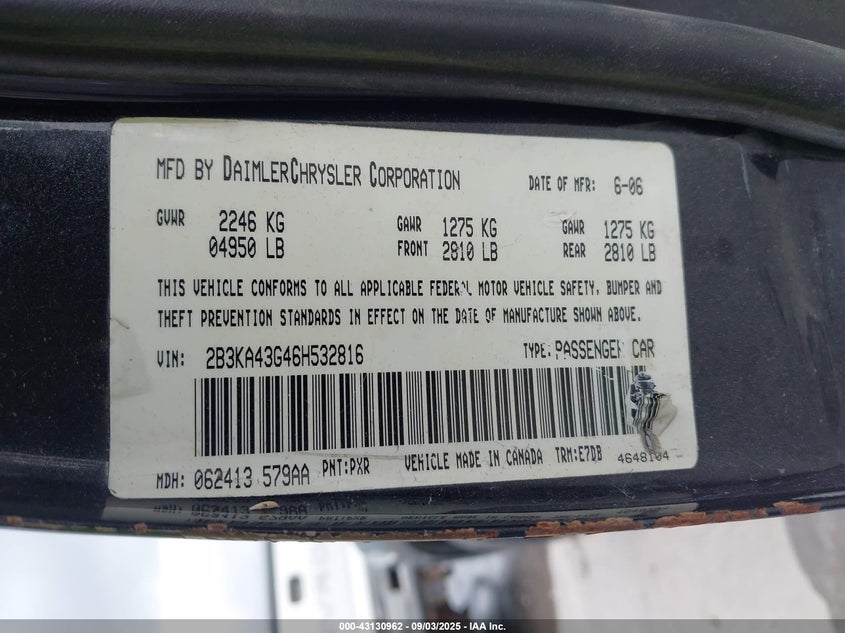 MFD BY DAIMLERCHRYSLER CORPORATION DATE OF MFR: 6-06
GVWR 2246 KG GAWR 1275 KG GAWR 1275 KG
04950 LB FRONT 2810 LB REAR 2810 LB
THIS VEHICLE CONFORMS TO ALL APPLICABLE FEDERAL MOTOR VEHICLE SAFETY, BUMPER AND
THEFT PREVENTION STANDARDS IN EFFECT ON THE DATE OF MANUFACTURE SHOWN ABOVE.
VIN: 2B3KA43G46H532816 TYPE: PASSENGER CAR
MDH: 062413 579AA PNT:PXR VEHICLE MADE IN CANADA TRM:E7DB 4648104
000-43130962 - 09/03/2025 - IAA Inc.